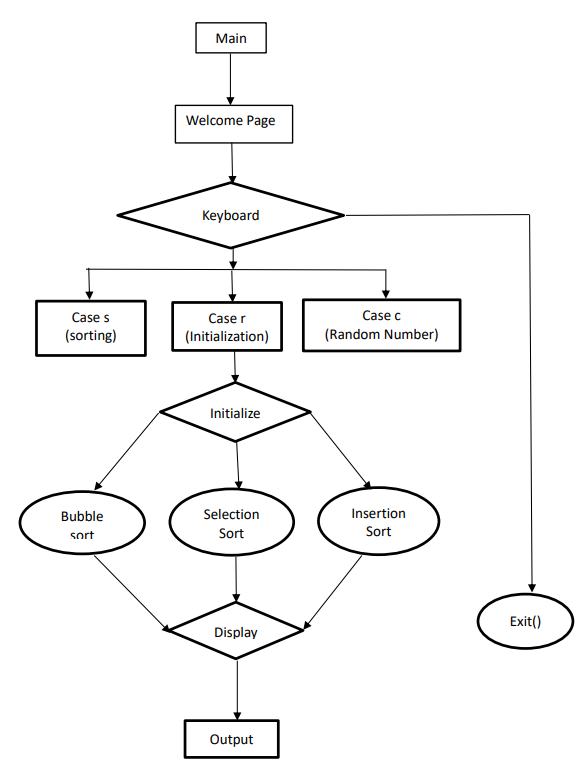 Main
Welcome Page
Keyboard
Case s
(sorting)
Case r
(Initialization)
Case c
(Random Number)
Initialize
Bubble
sort
Selection
Sort
Insertion
Sort
Exit()
Display
Output